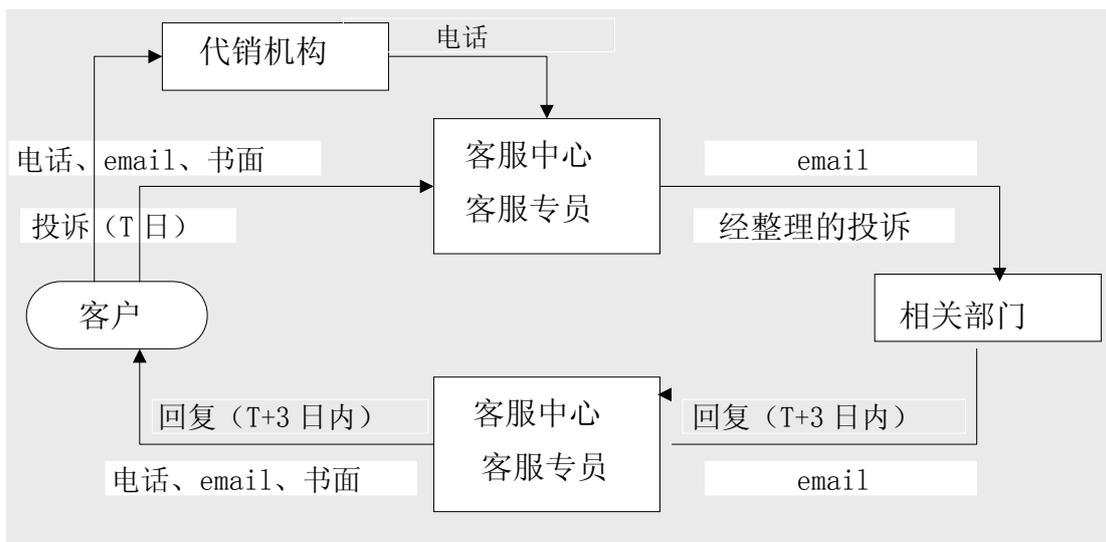 代销机构
电话
客服中心
客服专员
电话、email、书面
email
投诉（T 日）
经整理的投诉
客户
相关部门
客服中心
客服专员
回复（T+3 日内）
回复（T+3 日内）
电话、email、书面
email